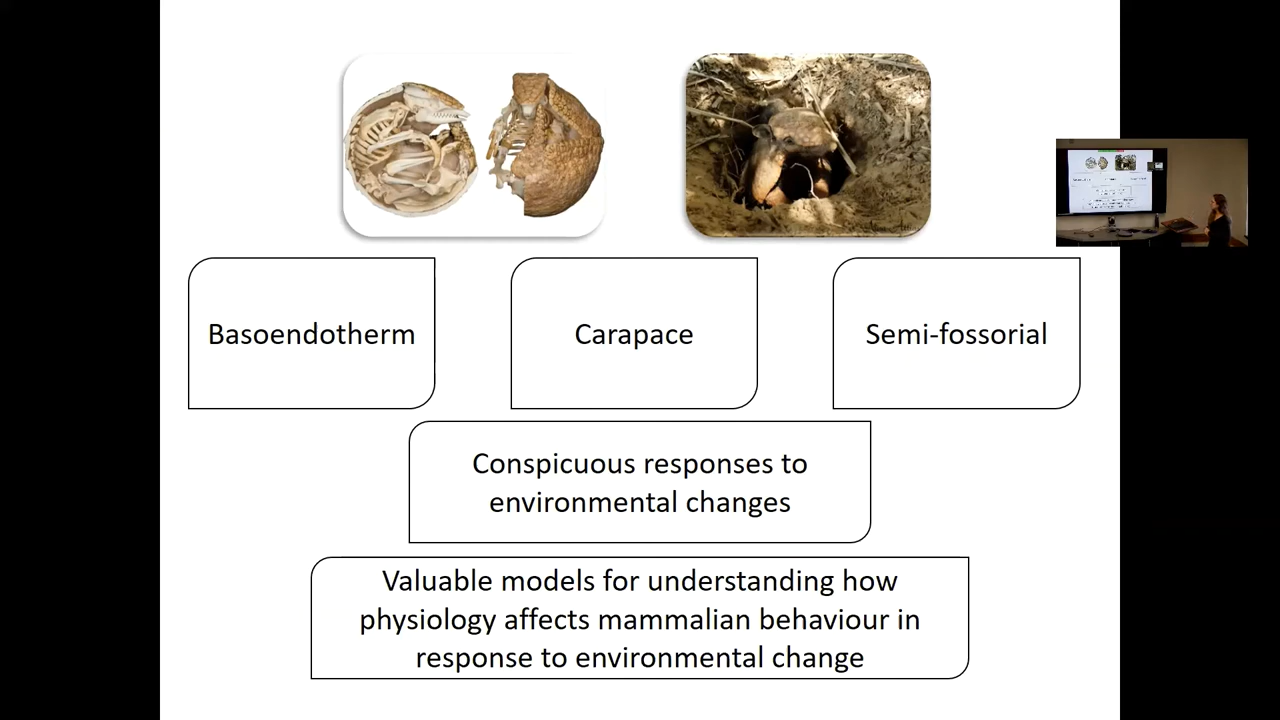 Basoendotherm
Carapace
Semi-fossorial
Conspicuous responses to
environmental changes
Valuable models for understanding how
physiology affects mammalian behaviour in
response to environmental change